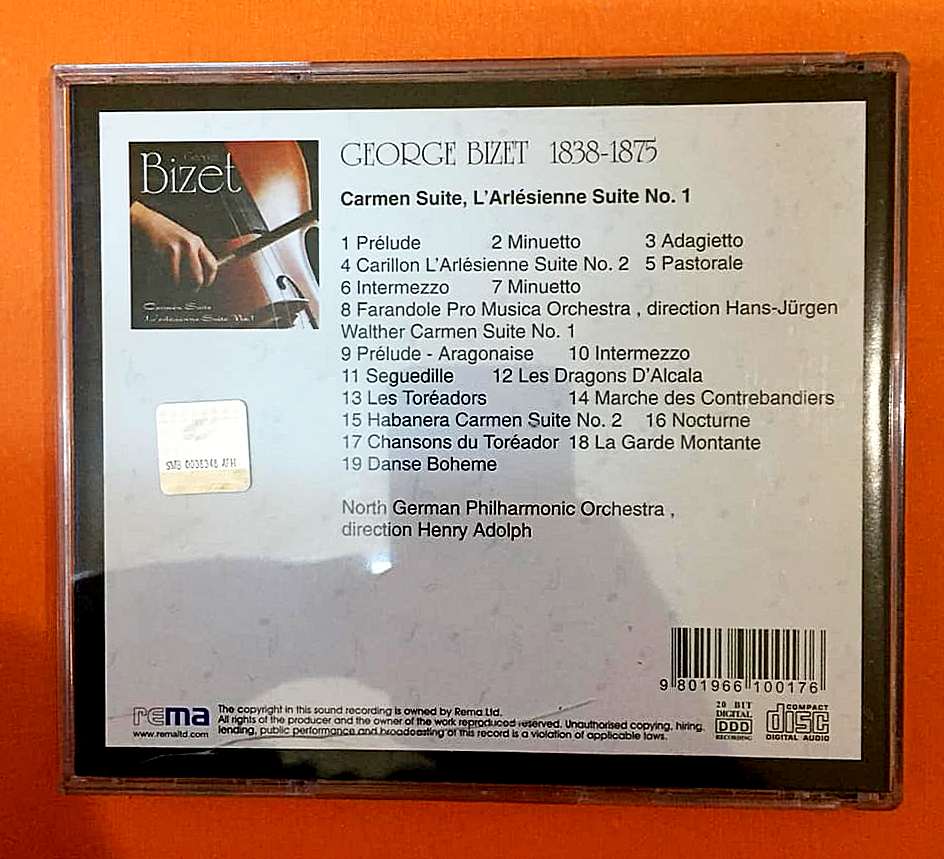 George
Bizet
Carmen Suite
L'arlésienne Suite No.1
GEORGE BIZET 1838-1875
Carmen Suite, L'Arlésienne Suite No. 1
1 Prélude 2 Minuetto 3 Adagietto
4 Carillon L'Arlésienne Suite No. 2 5 Pastorale
6 Intermezzo 7 Minuetto
8 Farandole Pro Musica Orchestra , direction Hans-Jürgen
Walther Carmen Suite No. 1
9 Prélude - Aragonaise 10 Intermezzo
11 Seguedille 12 Les Dragons D'Alcala
13 Les Toréadors 14 Marche des Contrebandiers
15 Habanera Carmen Suite No. 2 16 Nocturne
17 Chansons du Toréador 18 La Garde Montante
19 Danse Boheme
North German Philharmonic Orchestra ,
direction Henry Adolph
9 801966 100176
rema
www.remaltd.com
The copyright in this sound recording is owned by Rema Ltd.
All rights of the producer and the owner of the work reproduced reserved. Unauthorised copying, hiring,
lending, public performance and broadcasting of this record is a violation of applicable laws.
20 BIT
DIGITAL
DDD
RECORDING
COMPACT
disc
DIGITAL AUDIO